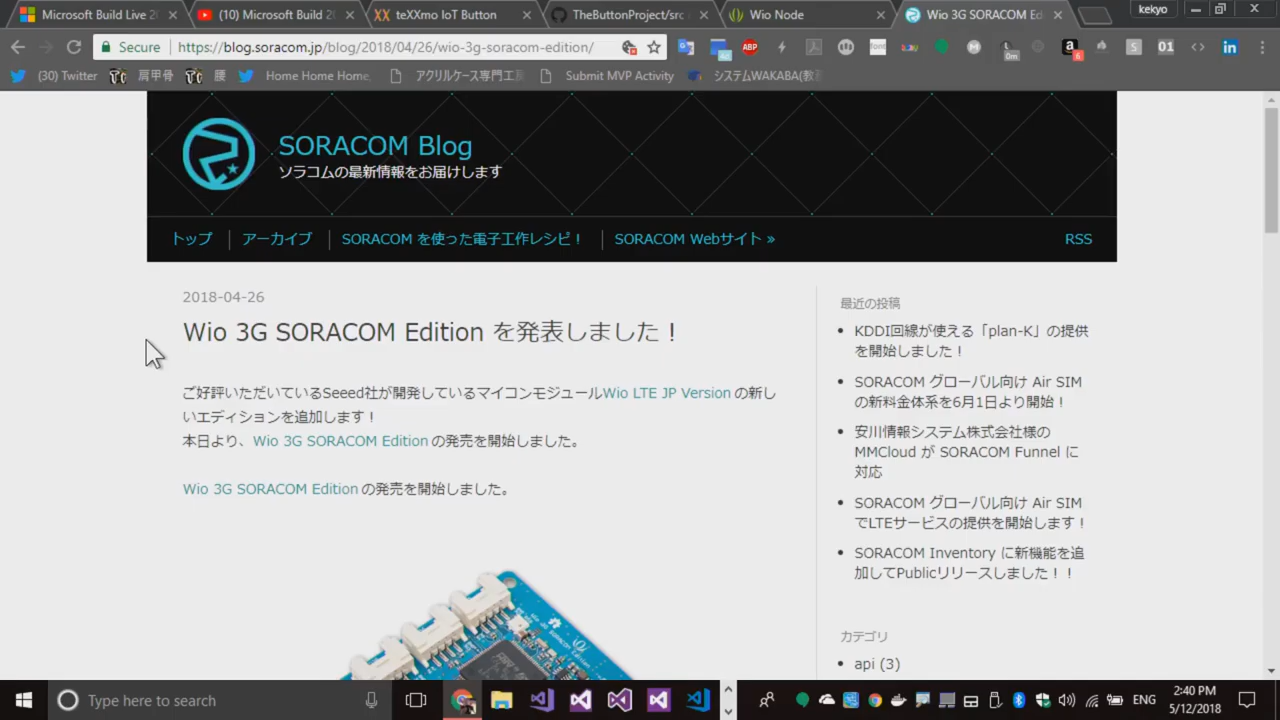 Microsoft Build Live 20
(10) Microsoft Build 20
teXXmo IoT Button
TheButtonProject/src
Wio Node
Wio 3G SORACOM Ed
kekyo
Secure
https://blog.soracom.jp/blog/2018/04/26/wio-3g-soracom-edition/
(30) Twitter
肩甲骨
腰
Home Home Home
アクリルケース専門工
Submit MVP Activity
システムWAKABA(教
SORACOM Blog
ソラコムの最新情報をお届けします
トップ
アーカイブ
SORACOM を使った電子工作レシピ！
SORACOM Webサイト »
RSS
2018-04-26
Wio 3G SORACOM Edition を発表しました！
ご好評いただいているSeeed社が開発しているマイコンモジュールWio LTE JP Version の新し
いエディションを追加します！
本日より、Wio 3G SORACOM Edition の発売を開始しました。
Wio 3G SORACOM Edition の発売を開始しました。
最近の投稿
KDDI回線が使える「plan-K」の提供
を開始しました！
SORACOM グローバル向け Air SIM
の新料金体系を6月1日より開始！
安川情報システム株式会社様の
MMCloud が SORACOM Funnel に
対応
SORACOM グローバル向け Air SIM
でLTEサービスの提供を開始します！
SORACOM Inventory に新機能を追
加してPublicリリースしました！！
カテゴリ
api (3)
Type here to search
ENG
2:40 PM
5/12/2018